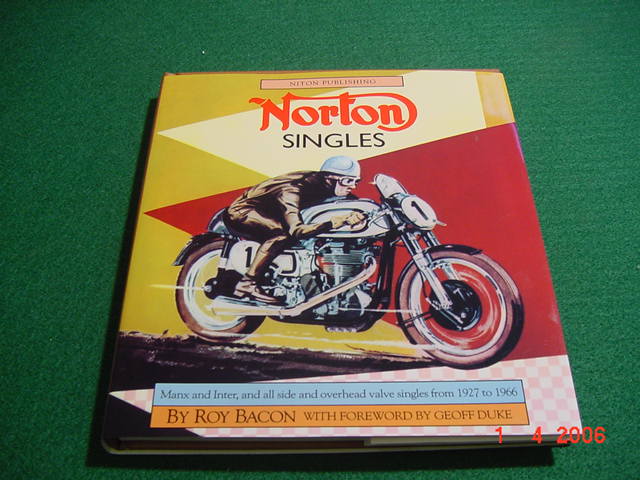 NITON PUBLISHING
Norton
SINGLES
1
1
Manx and Inter, and all side and overhead valve singles from 1927 to 1966
BY ROY BACON WITH FOREWORD BY GEOFF DUKE
1 4 2006